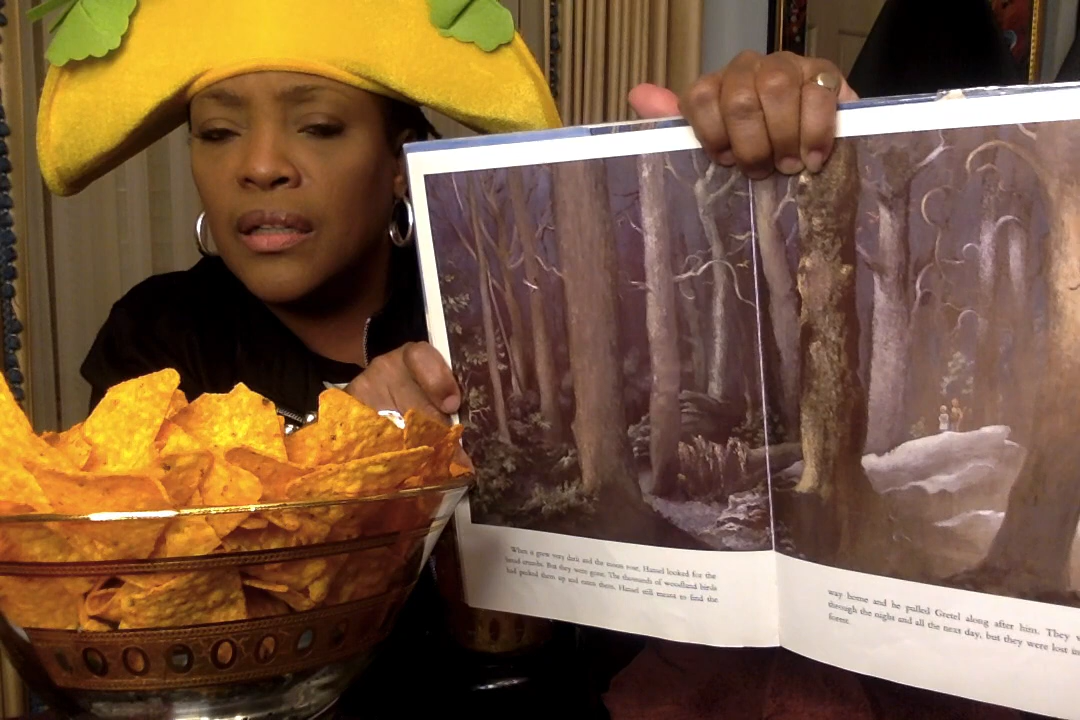 When it grew very dark and the moon rose, Hansel looked for the
bread crumbs. But they were gone. The thousands of woodland birds
had picked them up and eaten them. Hansel still meant to find the
way home and he pulled Gretel along after him. They
through the night and all the next day, but they were lost in
forest.